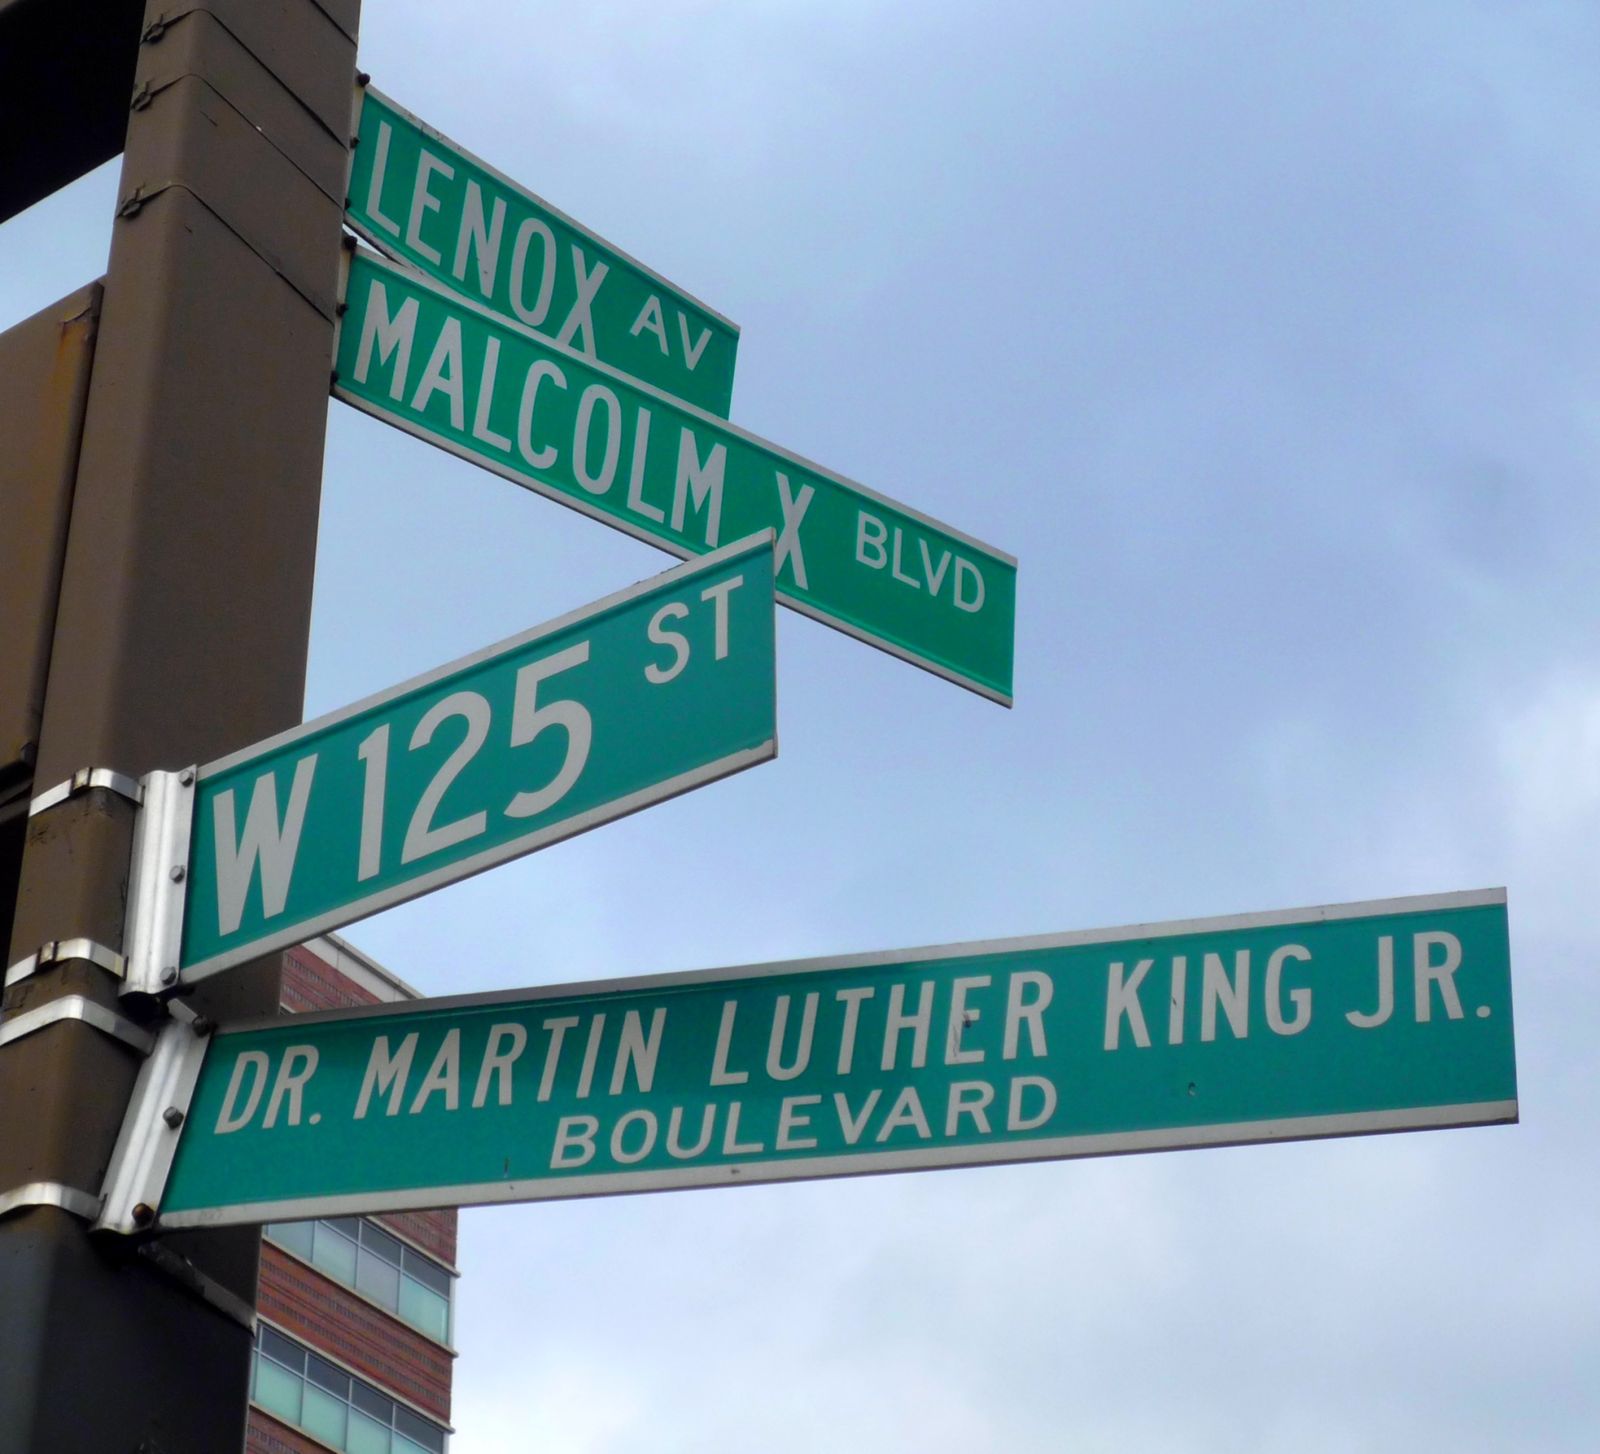 LENOX AV
MALCOLM X BLVD
W 125 ST
DR. MARTIN LUTHER KING JR.
BOULEVARD